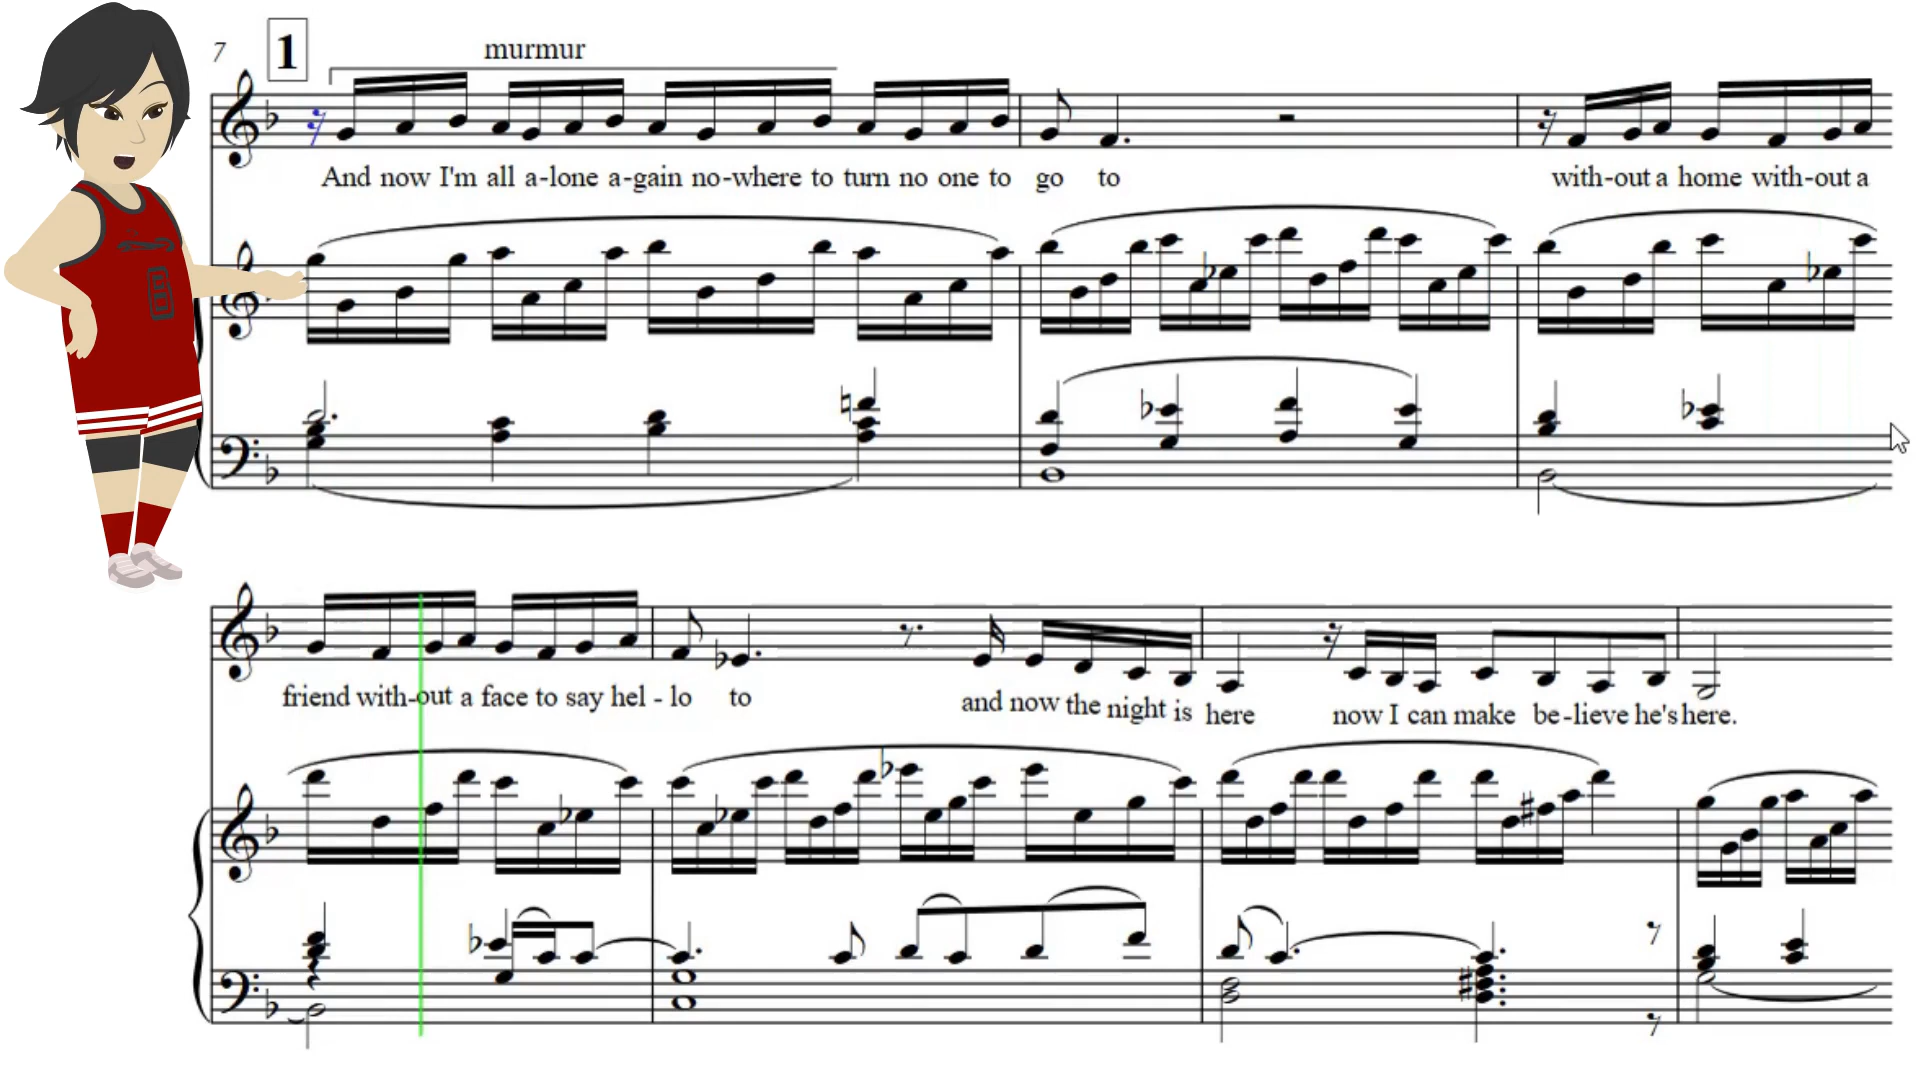 7
1
murmur
And now I'm all a-lone a-gain no-where to turn no one to go to with-out a home with-out a
friend with-out a face to say hel - lo to and now the night is here now I can make be-lieve he's here.